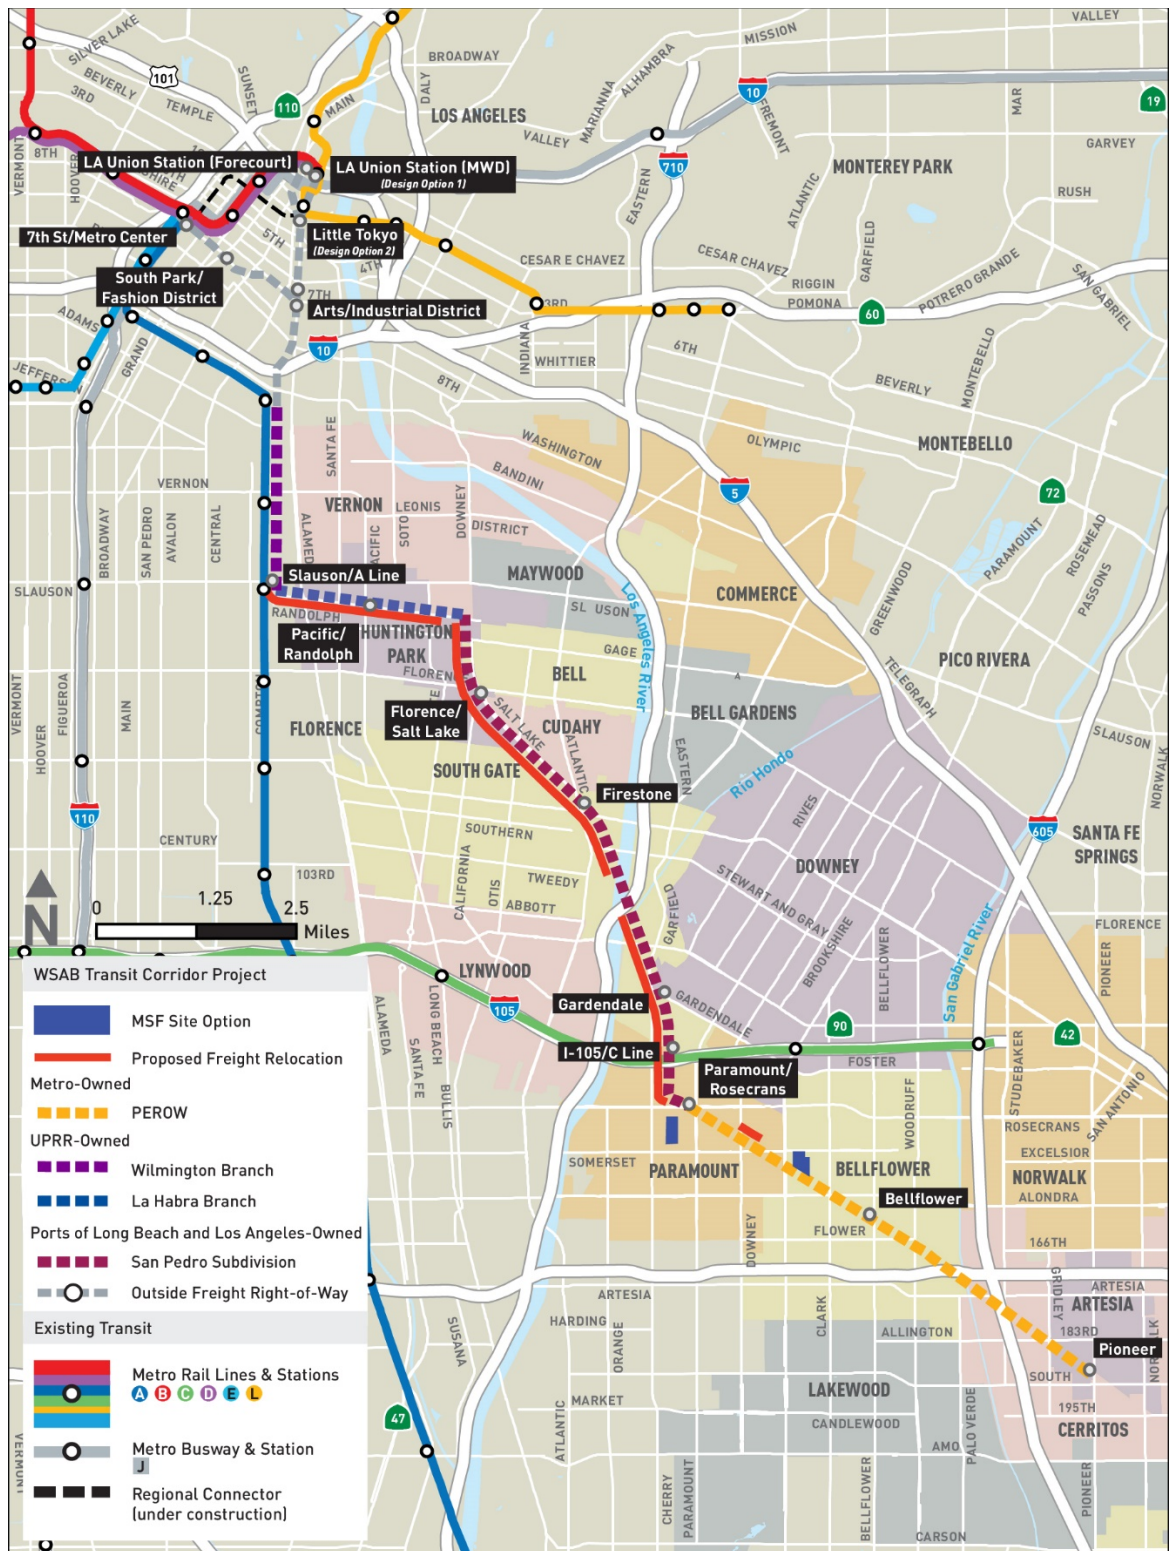 VALLEY
MISSION
SILVER LAKE
BROADWAY
101
SUNSET
ALHAMBRA
MARIANNA
BEVERLY
3RD
TEMPLE
110
MAIN
DALY
LOS ANGELES
10
FREMONT
MAR
19
VALLEY
GARVEY
VERMONT
8TH
HOOVER
LA Union Station (Forecourt)
LA Union Station (MWD)
(Design Option 1)
710
MONTEREY PARK
EASTERN
ATLANTIC
RUSH
7th St/Metro Center
5TH
Little Tokyo
(Design Option 2)
4TH
CESAR E CHAVEZ
CESAR CHAVEZ
GARFIELD
RIGGIN
POTRERO GRANDE
SAN GABRIEL
South Park/
Fashion District
7TH
3RD
POMONA
Arts/Industrial District
60
ADAMS
GRAND
10
INDIANA
6TH
WHITTIER
JEFFERSON
8TH
BEVERLY
MONTEBELLO
SANTA FE
WASHINGTON
OLYMPIC
MONTEBELLO
BANDINI
VERNON
VERNON
LEONIS
DOWNEY
5
72
BROADWAY
SAN PEDRO
AVALON
CENTRAL
SOTO
DISTRICT
PARAMOUNT
ROSEMEAD
PASSONS
Slauson/A Line
MAYWOOD
COMMERCE
GREENWOOD
SLAUSON
RANDOLPH
SL USON
Los Angeles River
Pacific/
Randolph
HUNTINGTON
PARK
GAGE
PICO RIVERA
TELEGRAPH
BELL
VERMONT
HOOVER
FIGUEROA
MAIN
COMPTON
FLORENCE
Florence/
Salt Lake
SALT LAKE
CUDAHY
ATLANTIC
BELL GARDENS
SLAUSON
NORWALK
EASTERN
Rio Hondo
SOUTH GATE
Firestone
110
RIVES
605
SANTA FE
SPRINGS
CENTURY
SOUTHERN
DOWNEY
103RD
CALIFORNIA
OTIS
TWEEDY
ABBOTT
STEWART AND GRAY
GARFIELD
BROOKSHIRE
BELLFLOWER
San Gabriel River
FLORENCE
PIONEER
N
0
1.25
2.5
Miles
LYNWOOD
Gardendale
GARDENDALE
105
90
42
I-105/C Line
FOSTER
Paramount/
Rosecrans
ALAMEDA
SANTA FE
LONG BEACH
BULLIS
WOODRUFF
STUDEBAKER
SAN ANTONIO
ROSECRANS
EXCELSIOR
SOMERSET
PARAMOUNT
BELLFLOWER
NORWALK
ALONDRA
Bellflower
DOWNEY
FLOWER
166TH
GRIDLEY
ARTESIA
ARTESIA
ARTESIA
HARDING
ORANGE
CLARK
ALLINGTON
183RD
Pioneer
SUSANA
SOUTH
LAKEWOOD
MARKET
195TH
CANDLEWOOD
PALO VERDE
CERRITOS
47
ATLANTIC
AMO
CHERRY
PARAMOUNT
BELLFLOWER
PIONEER
CARSON
WSAB Transit Corridor Project
MSF Site Option
Proposed Freight Relocation
Metro-Owned
PEROW
UPRR-Owned
Wilmington Branch
La Habra Branch
Ports of Long Beach and Los Angeles-Owned
San Pedro Subdivision
Outside Freight Right-of-Way
Existing Transit
Metro Rail Lines & Stations
A B C D E L
Metro Busway & Station
J
Regional Connector
(under construction)